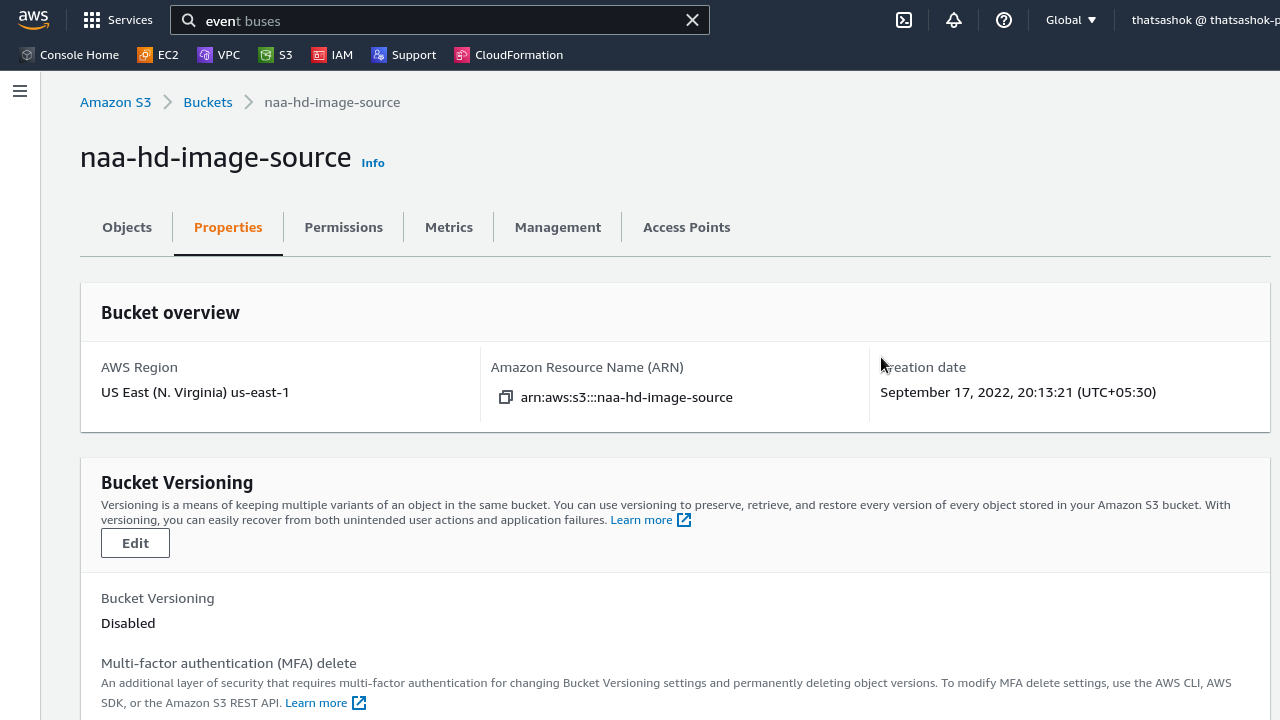 aws
Services
event buses
Global
thatsashok @ thatsashok-p
Console Home
EC2
VPC
S3
IAM
Support
CloudFormation
Amazon S3
Buckets
naa-hd-image-source
naa-hd-image-source Info
Objects
Properties
Permissions
Metrics
Management
Access Points
Bucket overview
AWS Region
US East (N. Virginia) us-east-1
Amazon Resource Name (ARN)
arn:aws:s3:::naa-hd-image-source
Creation date
September 17, 2022, 20:13:21 (UTC+05:30)
Bucket Versioning
Versioning is a means of keeping multiple variants of an object in the same bucket. You can use versioning to preserve, retrieve, and restore every version of every object stored in your Amazon S3 bucket. With
versioning, you can easily recover from both unintended user actions and application failures. Learn more
Edit
Bucket Versioning
Disabled
Multi-factor authentication (MFA) delete
An additional layer of security that requires multi-factor authentication for changing Bucket Versioning settings and permanently deleting object versions. To modify MFA delete settings, use the AWS CLI, AWS
SDK, or the Amazon S3 REST API. Learn more